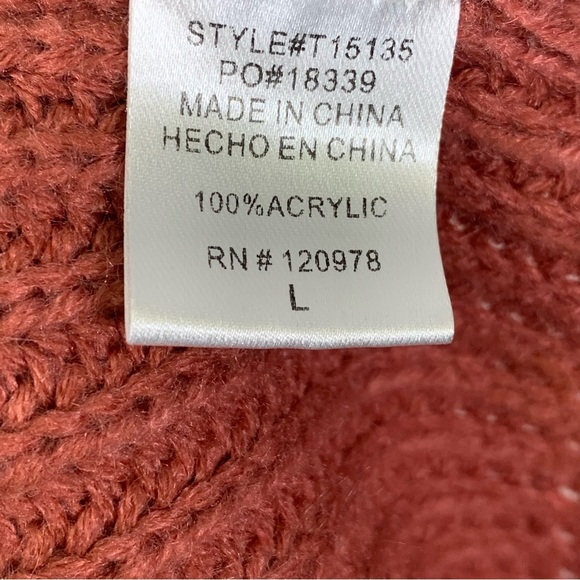 STYLE#T15135
PO#18339
MADE IN CHINA
HECHO EN CHINA
100%ACRYLIC
RN # 120978
L